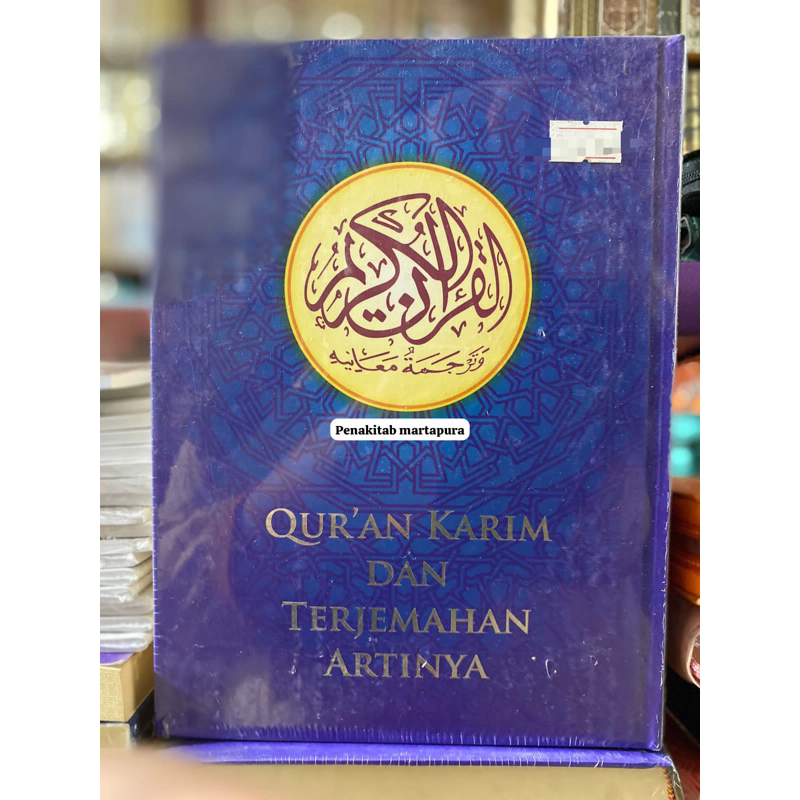 القرآن الكريم
وترجمة معانيه
Penakitab martapura
QUR'AN KARIM
DAN
TERJEMAHAN
ARTINYA